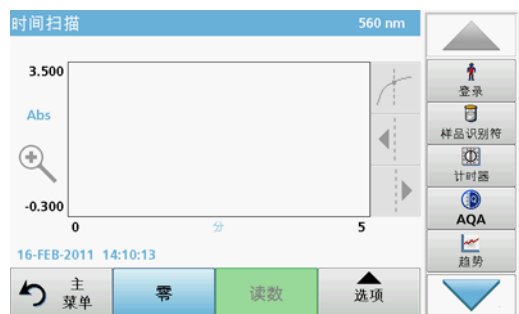 时间扫描 560 nm
3.500
Abs
-0.300
0 分 5
16-FEB-2011 14:10:13
主菜单
零
读数
选项
登录
样品识别符
计时器
AQA
趋势